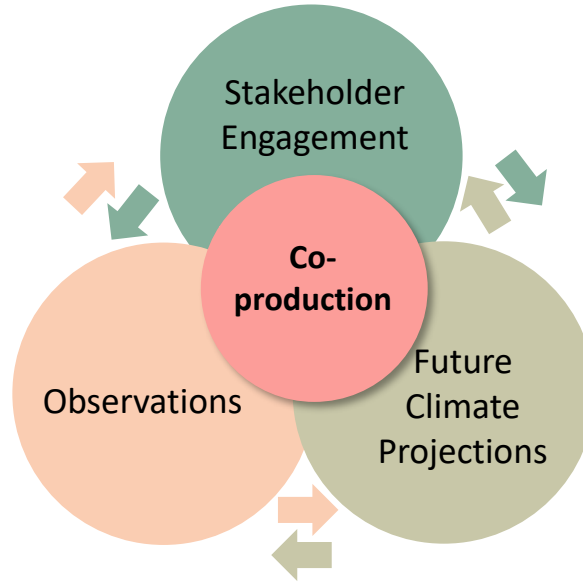 Stakeholder
Engagement
Co-
production
Observations
Future
Climate
Projections